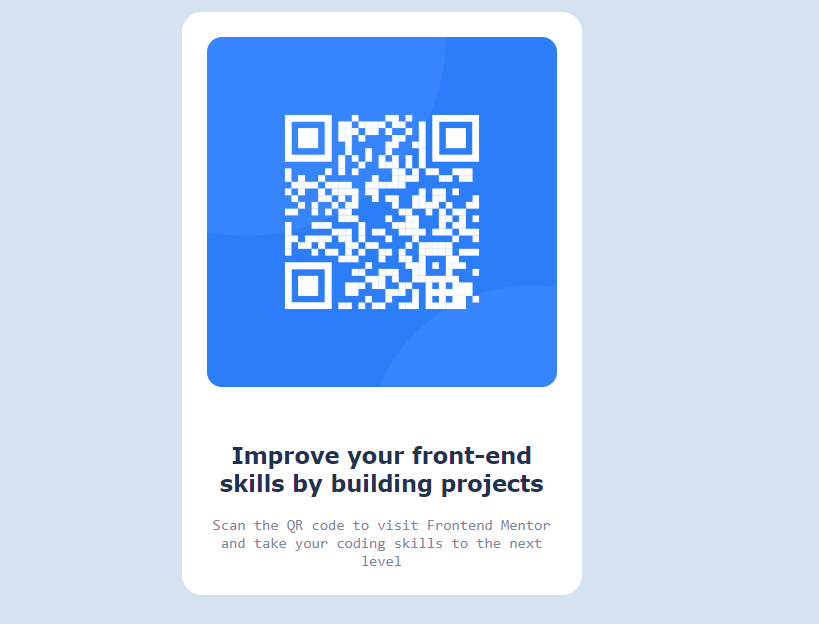 Improve your front-end
skills by building projects
Scan the QR code to visit Frontend Mentor
and take your coding skills to the next
level